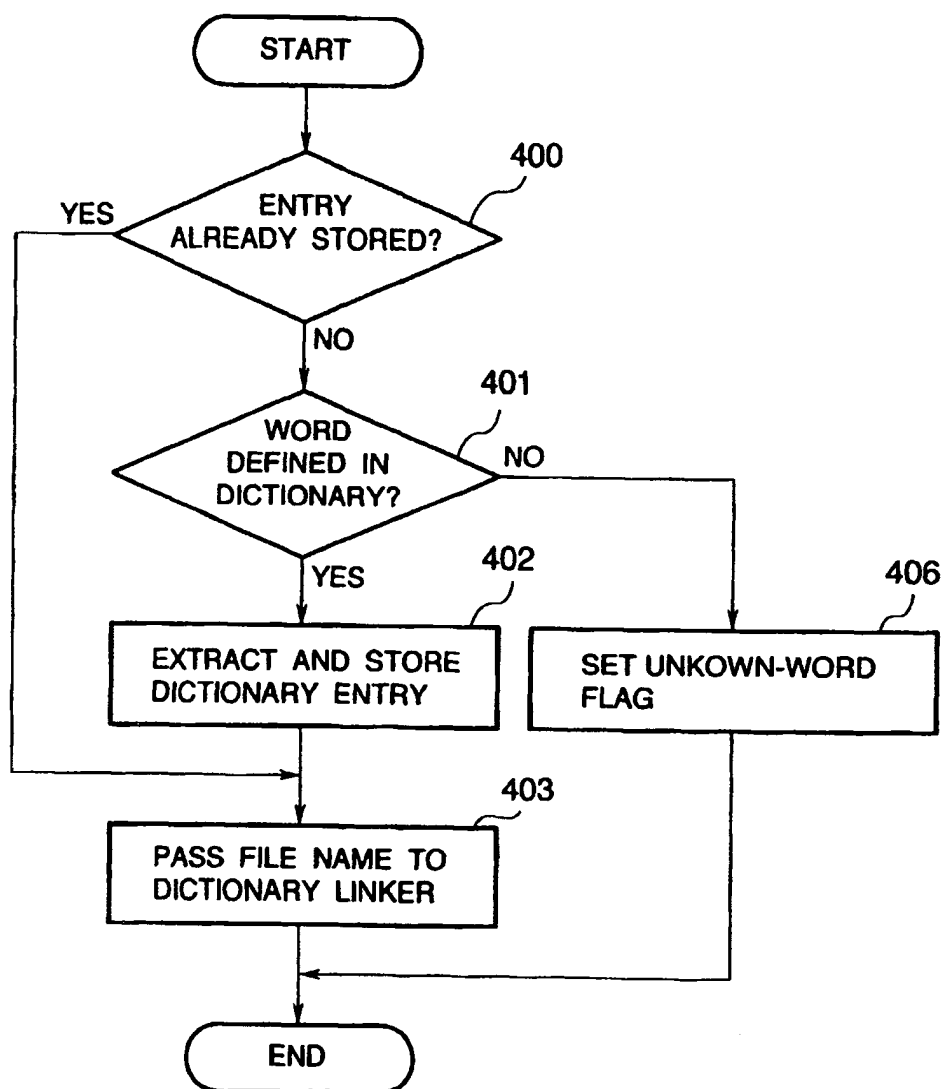 START
400
ENTRY
ALREADY STORED?
YES
NO
401
WORD
DEFINED IN
DICTIONARY?
NO
YES
402
EXTRACT AND STORE
DICTIONARY ENTRY
406
SET UNKOWN-WORD
FLAG
403
PASS FILE NAME TO
DICTIONARY LINKER
END